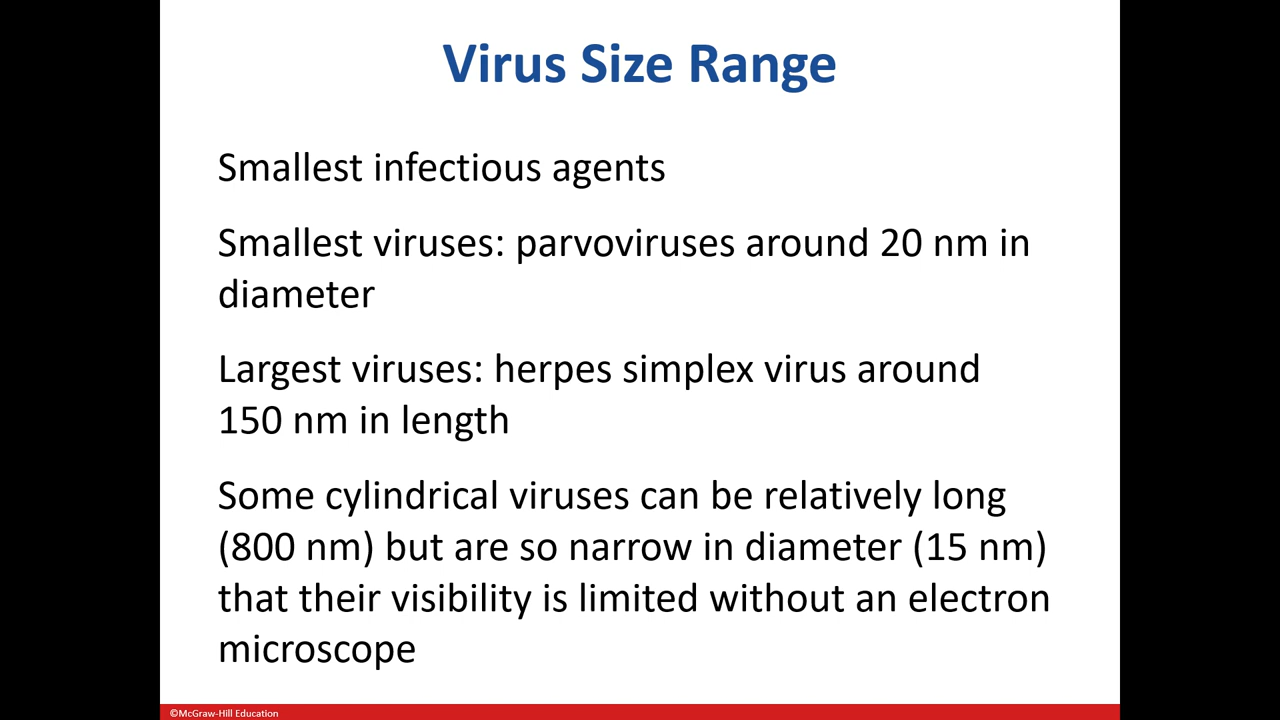 Virus Size Range
Smallest infectious agents
Smallest viruses: parvoviruses around 20 nm in
diameter
Largest viruses: herpes simplex virus around
150 nm in length
Some cylindrical viruses can be relatively long
(800 nm) but are so narrow in diameter (15 nm)
that their visibility is limited without an electron
microscope
©McGraw-Hill Education